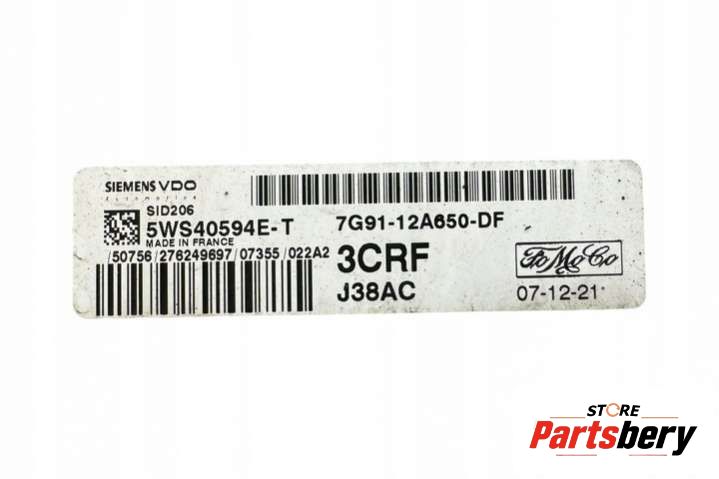 SIEMENS VDO
Automotive
SID206
5WS40594E-T
MADE IN FRANCE
/50756/276249697/07355/022A2
7G91-12A650-DF
3CRF
J38AC
FoMoCo
07-12-21
STORE
Partsbery